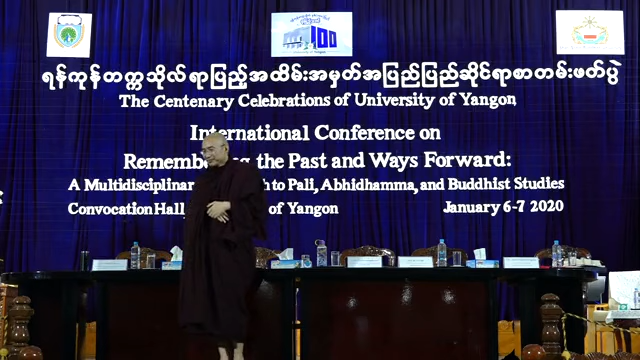 ရန်ကုန်တက္ကသိုလ်ရာပြည့်အထိမ်းအမှတ်အပြည်ပြည်ဆိုင်ရာစာတမ်းဖတ်ပွဲ
The Centenary Celebrations of University of Yangon
International Conference on
Remembering the Past and Ways Forward:
A Multidisciplinar to Pali, Abhidhamma, and Buddhist Studies
Convocation Hall, of Yangon January 6-7 2020